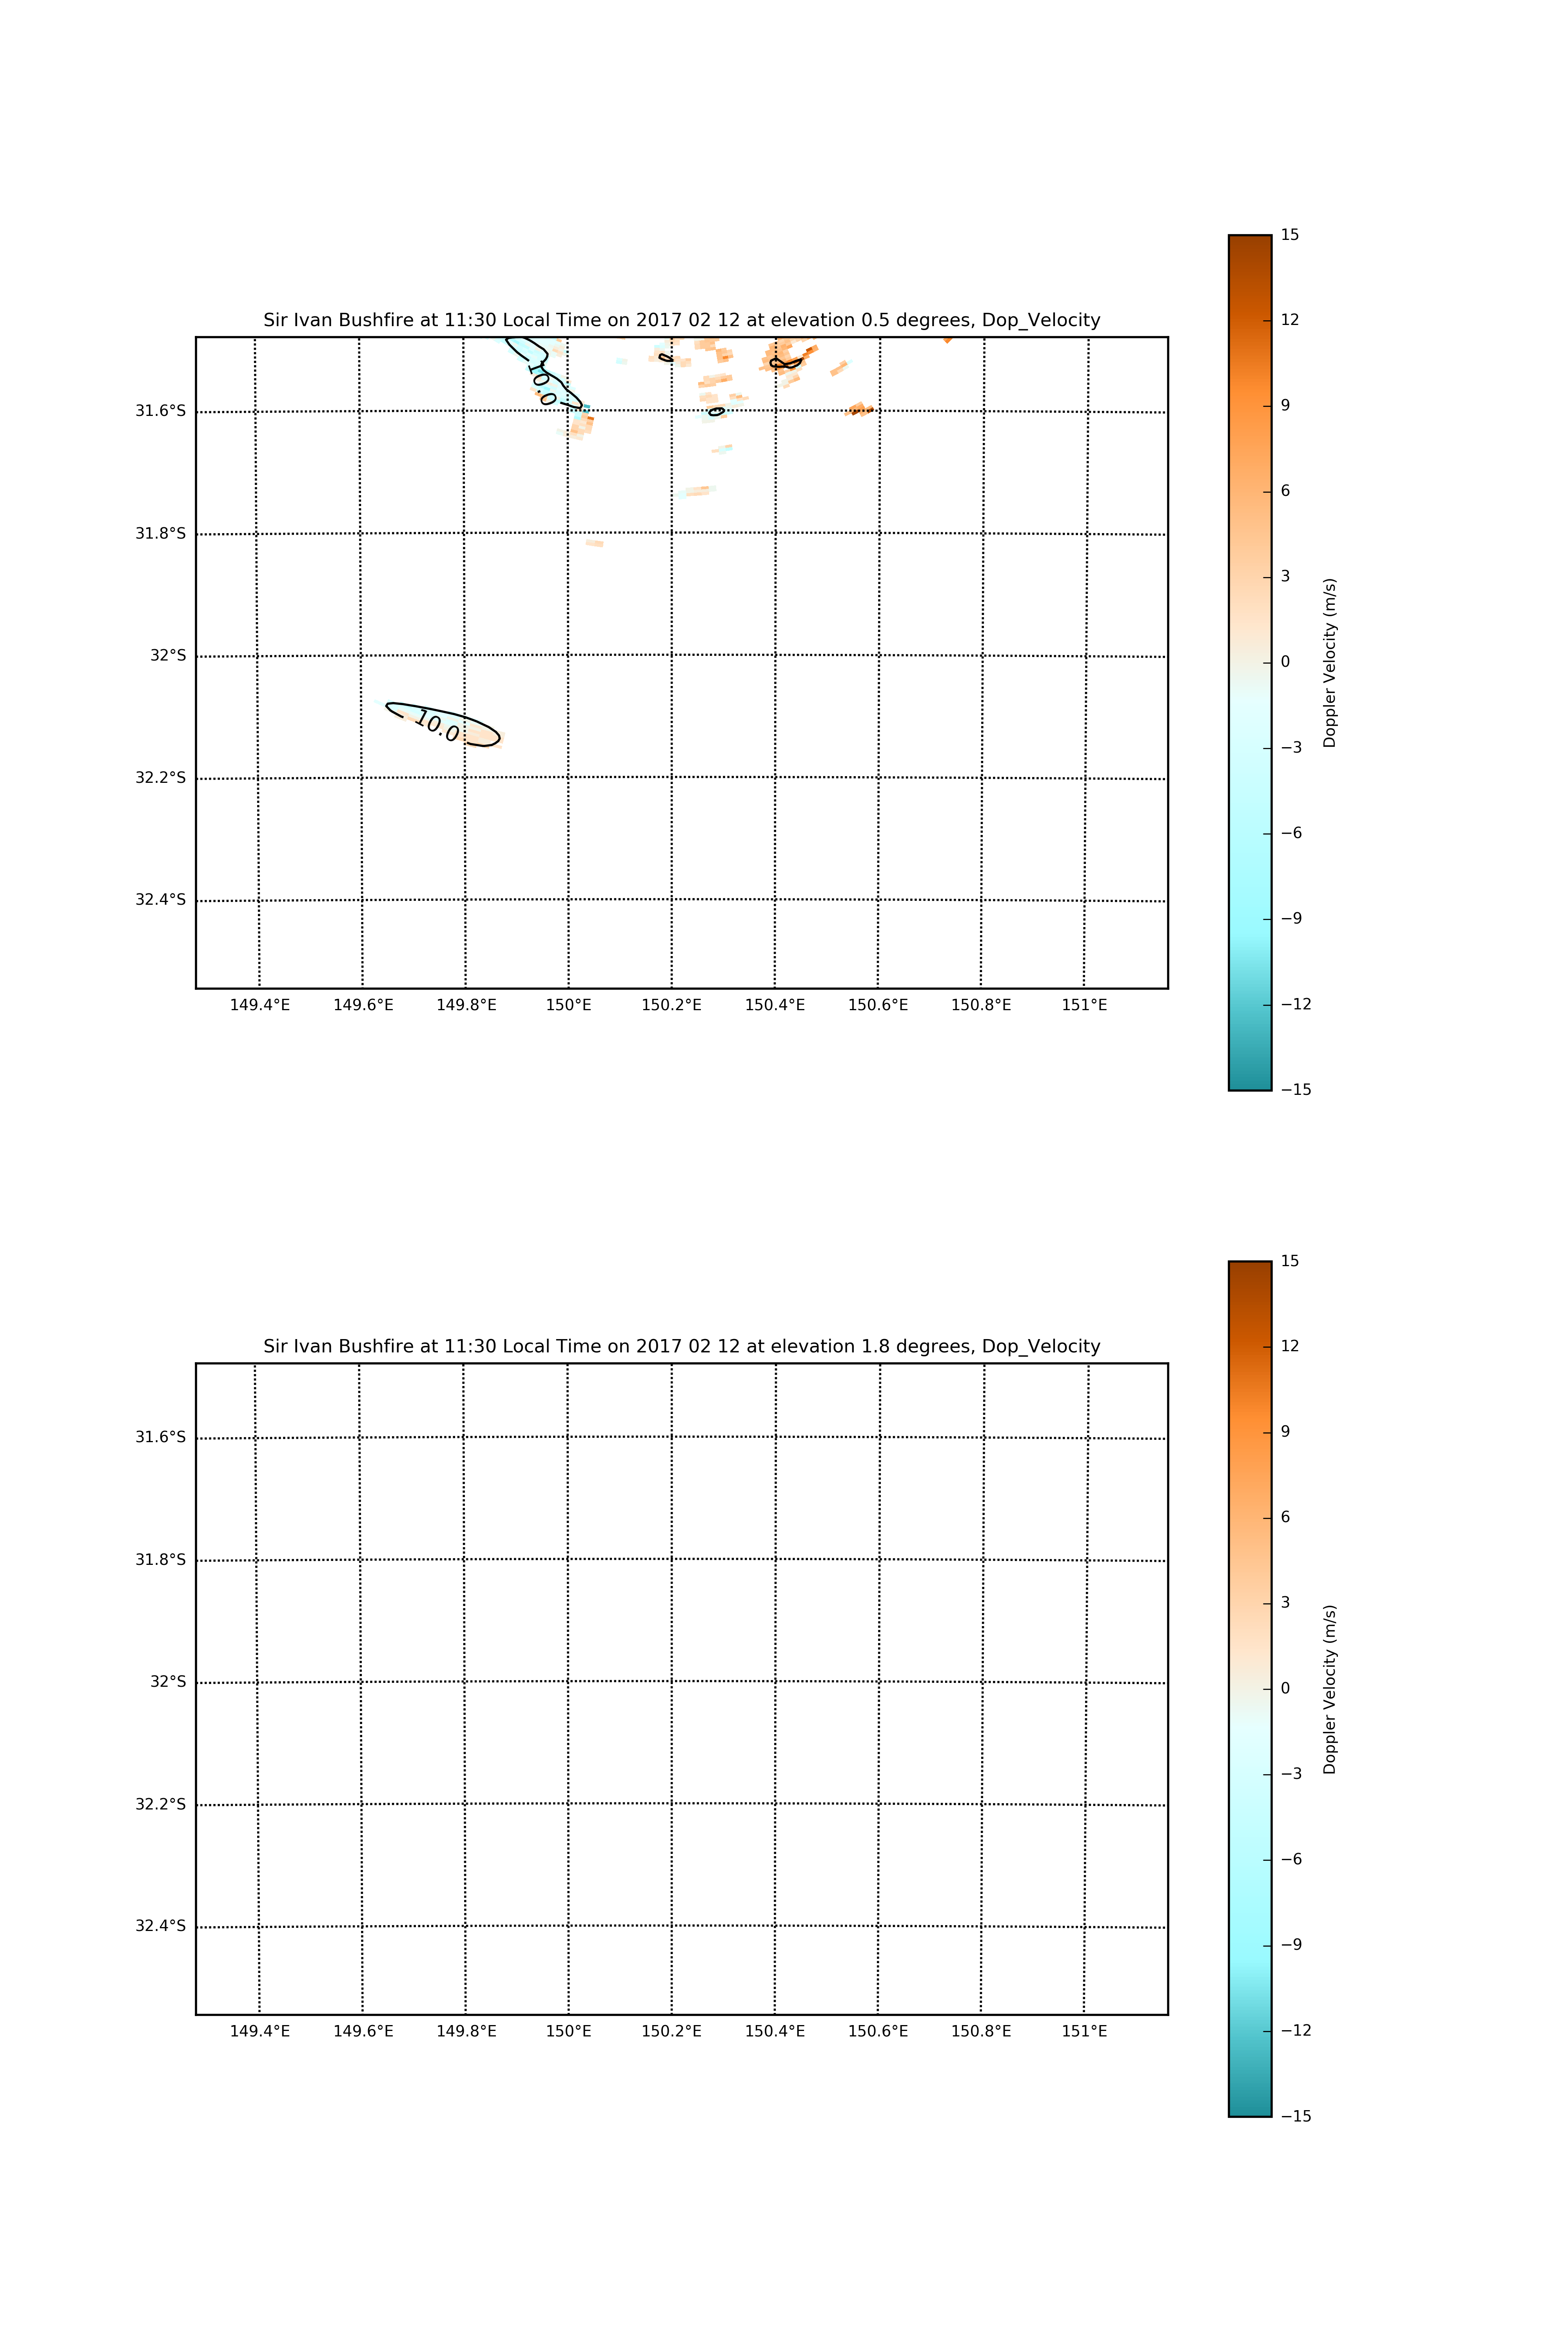 Sir Ivan Bushfire at 11:30 Local Time on 2017 02 12 at elevation 0.5 degrees, Dop_Velocity
31.6°S
31.8°S
32°S
32.2°S
32.4°S
10.0
10.0
149.4°E 149.6°E 149.8°E 150°E 150.2°E 150.4°E 150.6°E 150.8°E 151°E
15
12
9
6
3
0
−3
−6
−9
−12
−15
Doppler Velocity (m/s)
Sir Ivan Bushfire at 11:30 Local Time on 2017 02 12 at elevation 1.8 degrees, Dop_Velocity
31.6°S
31.8°S
32°S
32.2°S
32.4°S
149.4°E 149.6°E 149.8°E 150°E 150.2°E 150.4°E 150.6°E 150.8°E 151°E
15
12
9
6
3
0
−3
−6
−9
−12
−15
Doppler Velocity (m/s)